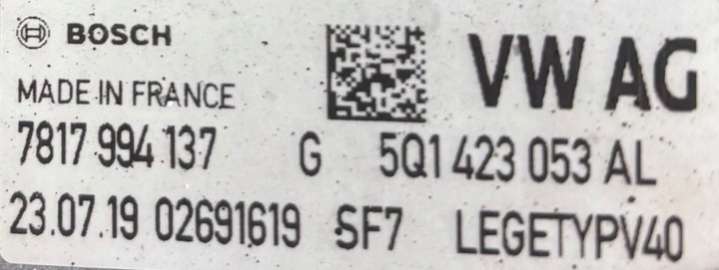 BOSCH
VW AG
MADE IN FRANCE
7817 994 137 G 5Q1 423 053 AL
23.07.19 02691619 SF7 LEGETYPV40